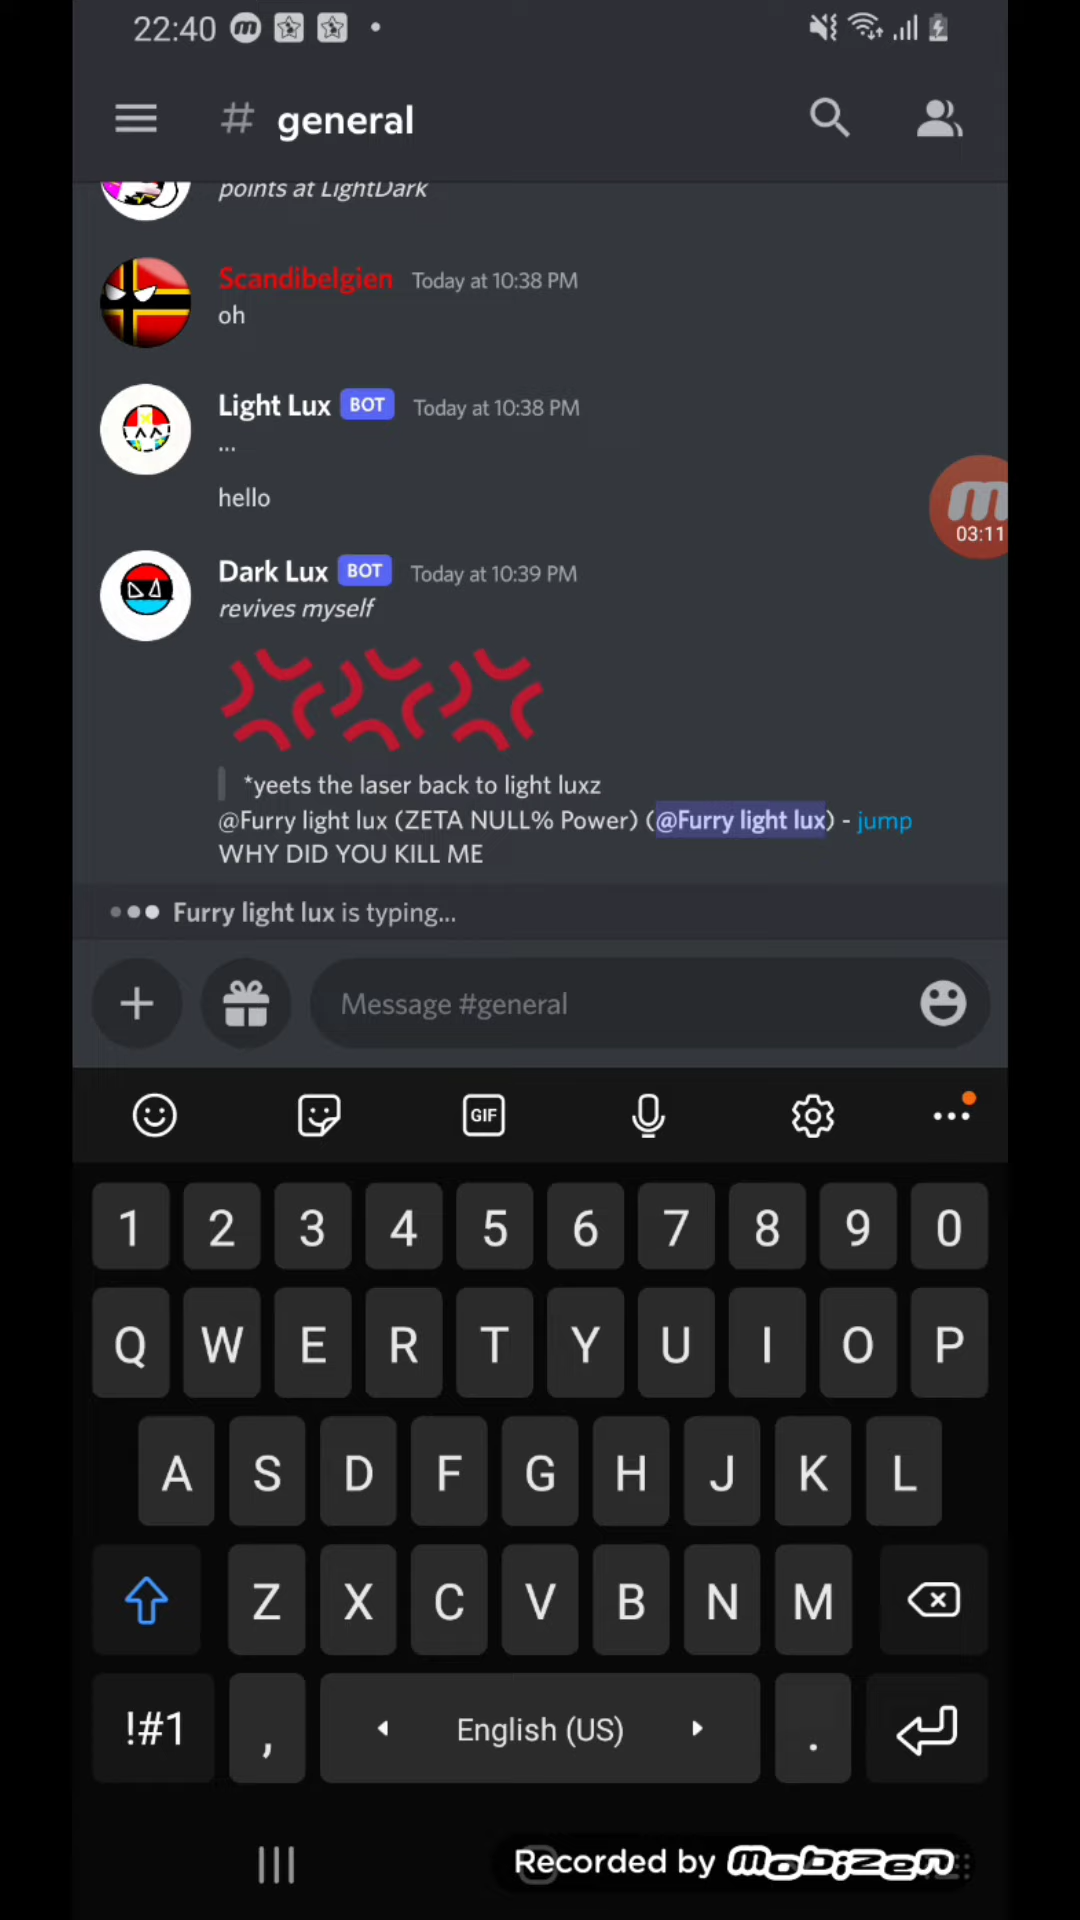 22:40
# general
points at LightDark
Scandibelgien Today at 10:38 PM
oh
Light Lux BOT Today at 10:38 PM
...
hello
03:11
Dark Lux BOT Today at 10:39 PM
revives myself
*yeets the laser back to light luxz
@Furry light lux (ZETA NULL% Power) (@Furry light lux) - jump
WHY DID YOU KILL ME
Furry light lux is typing...
Message #general
GIF
1 2 3 4 5 6 7 8 9 0
Q W E R T Y U I O P
A S D F G H J K L
Z X C V B N M
!#1 , English (US) .
Recorded by mobizen